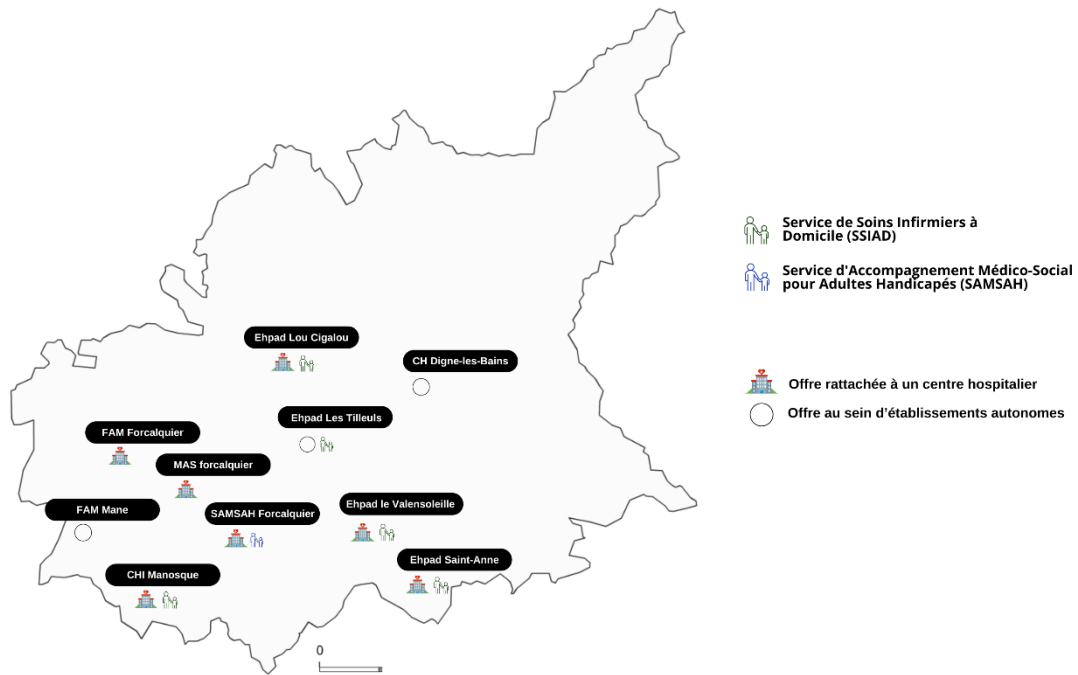 Service de Soins Infirmiers à
Domicile (SSIAD)
Service d'Accompagnement Médico-Social
pour Adultes Handicapés (SAMSAH)
Ehpad Lou Cigalou
CH Digne-les-Bains
Offre rattachée à un centre hospitalier
Offre au sein d'établissements autonomes
Ehpad Les Tilleuls
FAM Forcalquier
MAS forcalquier
Ehpad le Valensoleille
FAM Mane
SAMSAH Forcalquier
Ehpad Saint-Anne
CHI Manosque
0